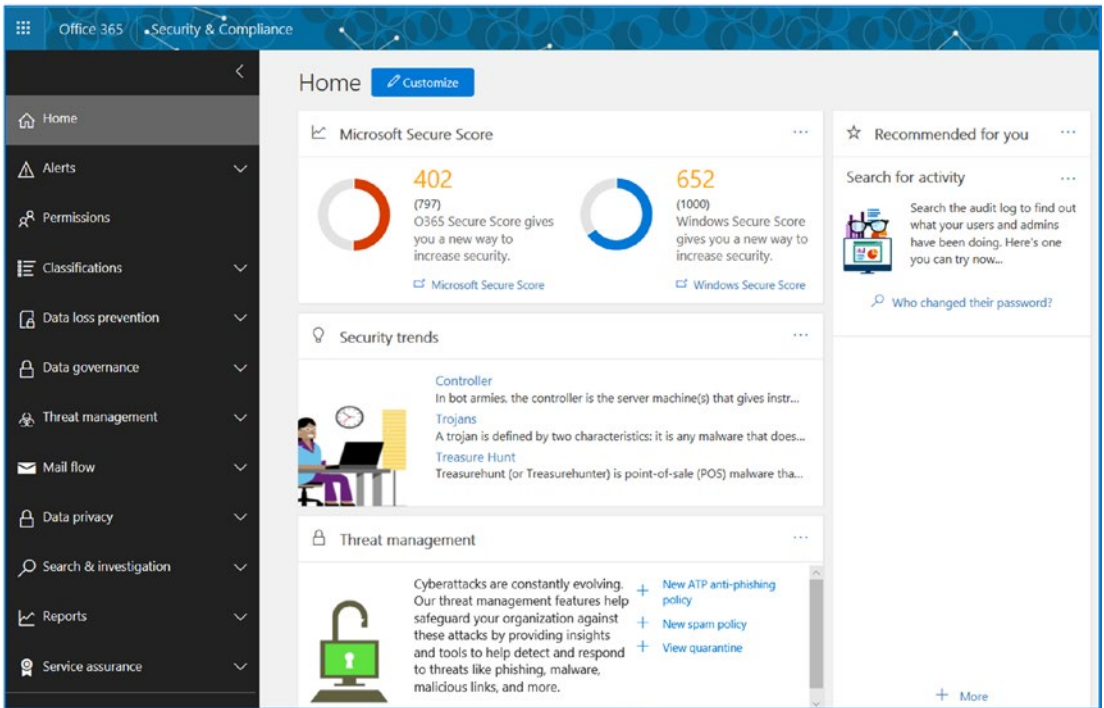 Office 365
Security & Compliance
Home
Alerts
Permissions
Classifications
Data loss prevention
Data governance
Threat management
Mail flow
Data privacy
Search & investigation
Reports
Service assurance
Home
Customize
Microsoft Secure Score
402
(797)
O365 Secure Score gives
you a new way to
increase security.
Microsoft Secure Score
652
(1000)
Windows Secure Score
gives you a new way to
increase security.
Windows Secure Score
Security trends
Controller
In bot armies, the controller is the server machine(s) that gives instr...
Trojans
A trojan is defined by two characteristics: it is any malware that does...
Treasure Hunt
Treasurehunt (or Treasurehunter) is point-of-sale (POS) malware tha...
Threat management
Cyberattacks are constantly evolving.
Our threat management features help
safeguard your organization against
these attacks by providing insights
and tools to help detect and respond
to threats like phishing, malware,
malicious links, and more.
New ATP anti-phishing
policy
New spam policy
View quarantine
Recommended for you
Search for activity
Search the audit log to find out
what your users and admins
have been doing. Here's one
you can try now...
Who changed their password?
More